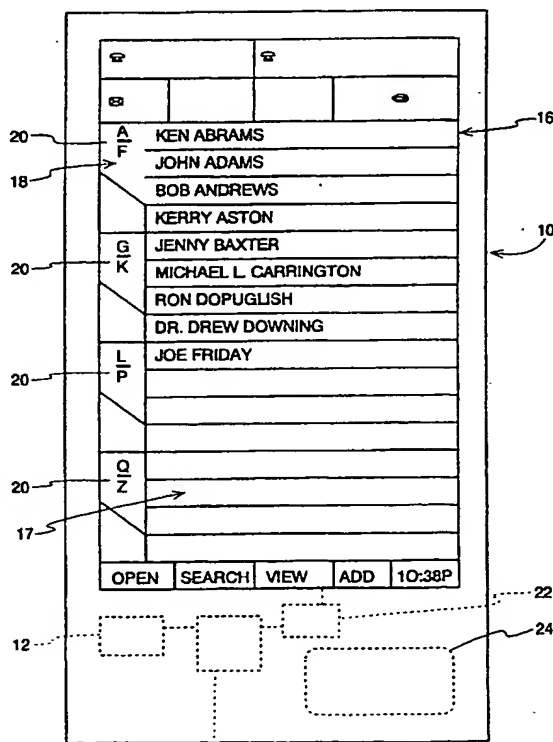 16
20 A F KEN ABRAMS
18 JOHN ADAMS
BOB ANDREWS
KERRY ASTON
10
20 G K JENNY BAXTER
MICHAEL L. CARRINGTON
RON DOPUGLISH
DR. DREW DOWNING
20 L P JOE FRIDAY
20 Q Z
17
OPEN SEARCH VIEW ADD 10:38P
22
12
24